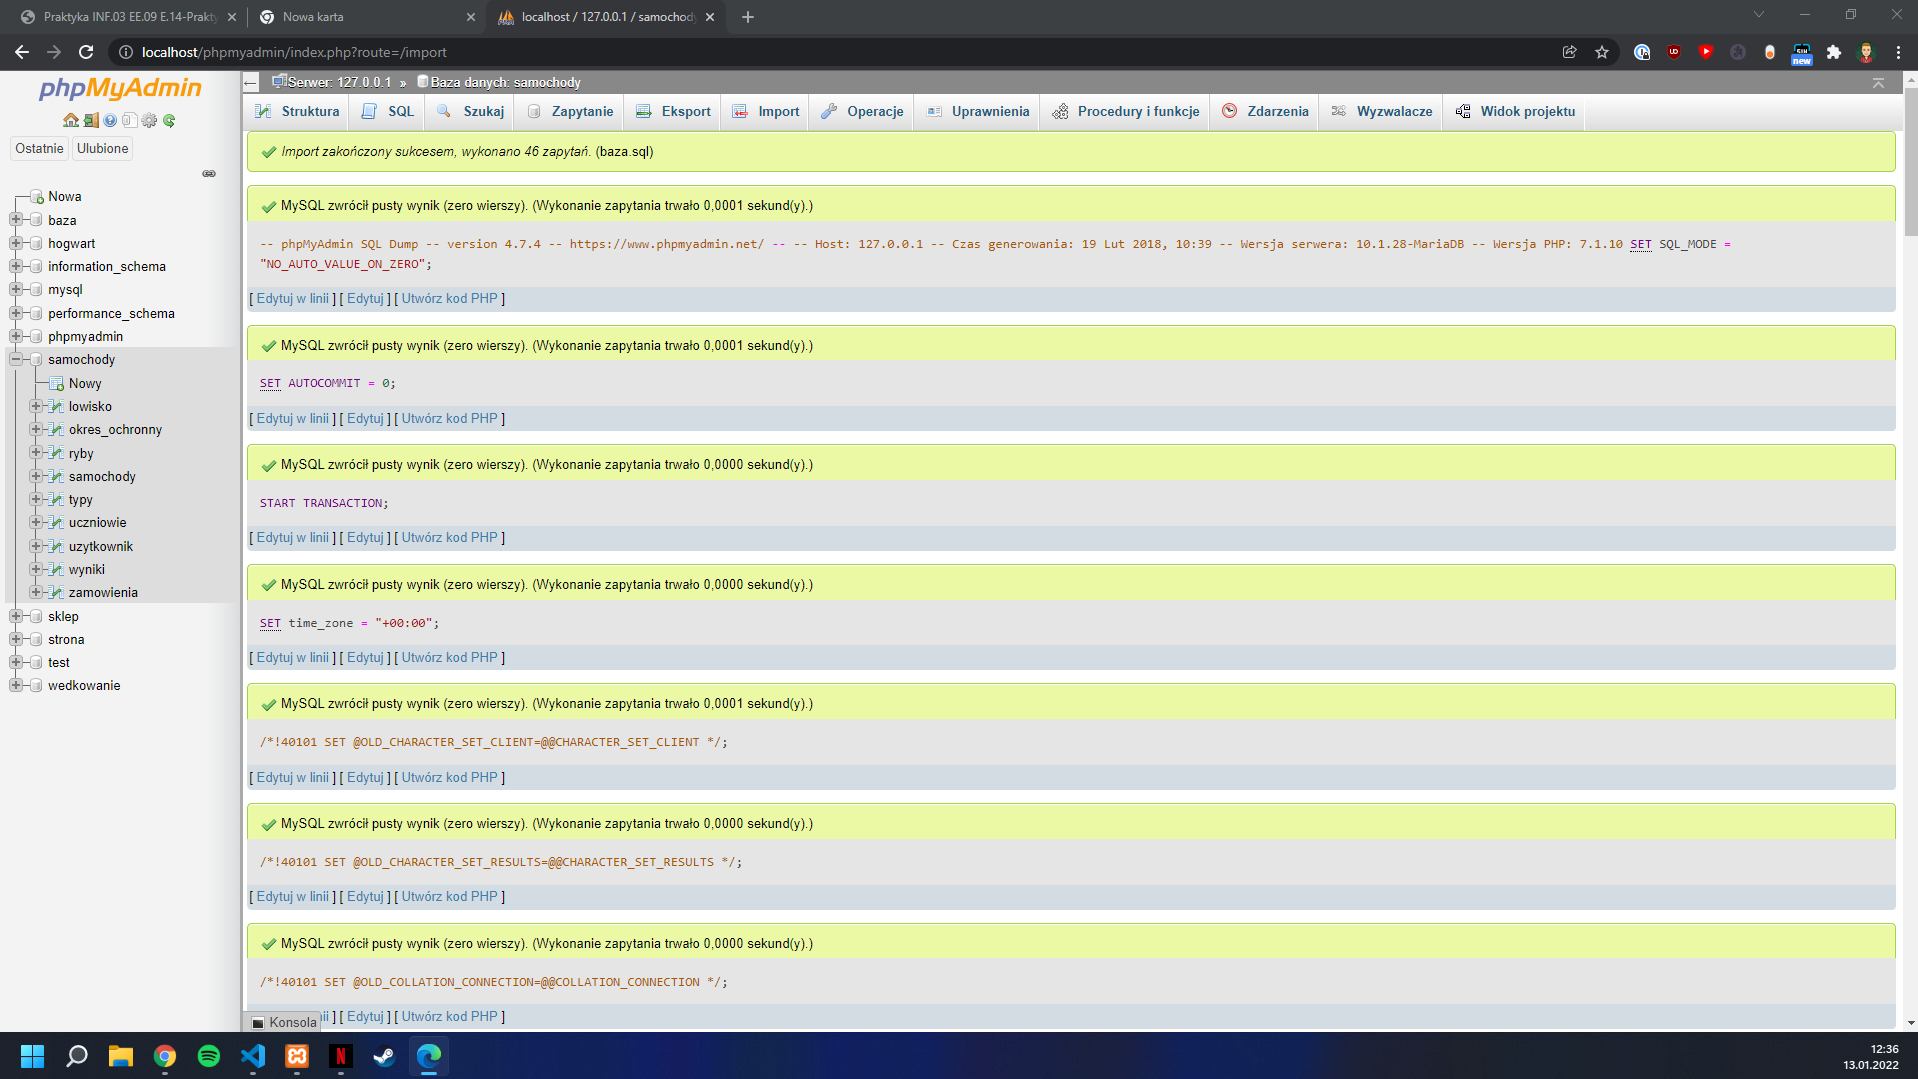 Praktyka INF.03 EE.09 E.14-Prakty
Nowa karta
localhost / 127.0.0.1 / samochody
localhost/phpmyadmin/index.php?route=/import
new
phpMyAdmin
Ostatnie
Ulubione
Nowa
baza
hogwart
information_schema
mysql
performance_schema
phpmyadmin
samochody
Nowy
lowisko
okres_ochronny
ryby
samochody
typy
uczniowie
uzytkownik
wyniki
zamowienia
sklep
strona
test
wedkowanie
Serwer: 127.0.0.1 » Baza danych: samochody
Struktura SQL Szukaj Zapytanie Eksport Import Operacje Uprawnienia Procedury i funkcje Zdarzenia Wyzwalacze Widok projektu
Import zakończony sukcesem, wykonano 46 zapytań. (baza.sql)
MySQL zwrócił pusty wynik (zero wierszy). (Wykonanie zapytania trwało 0,0001 sekund(y).)
-- phpMyAdmin SQL Dump -- version 4.7.4 -- https://www.phpmyadmin.net/ -- -- Host: 127.0.0.1 -- Czas generowania: 19 Lut 2018, 10:39 -- Wersja serwera: 10.1.28-MariaDB -- Wersja PHP: 7.1.10 SET SQL_MODE =
"NO_AUTO_VALUE_ON_ZERO";
[ Edytuj w linii ] [ Edytuj ] [ Utwórz kod PHP ]
MySQL zwrócił pusty wynik (zero wierszy). (Wykonanie zapytania trwało 0,0001 sekund(y).)
SET AUTOCOMMIT = 0;
[ Edytuj w linii ] [ Edytuj ] [ Utwórz kod PHP ]
MySQL zwrócił pusty wynik (zero wierszy). (Wykonanie zapytania trwało 0,0000 sekund(y).)
START TRANSACTION;
[ Edytuj w linii ] [ Edytuj ] [ Utwórz kod PHP ]
MySQL zwrócił pusty wynik (zero wierszy). (Wykonanie zapytania trwało 0,0000 sekund(y).)
SET time_zone = "+00:00";
[ Edytuj w linii ] [ Edytuj ] [ Utwórz kod PHP ]
MySQL zwrócił pusty wynik (zero wierszy). (Wykonanie zapytania trwało 0,0001 sekund(y).)
/*!40101 SET @OLD_CHARACTER_SET_CLIENT=@@CHARACTER_SET_CLIENT */;
[ Edytuj w linii ] [ Edytuj ] [ Utwórz kod PHP ]
MySQL zwrócił pusty wynik (zero wierszy). (Wykonanie zapytania trwało 0,0000 sekund(y).)
/*!40101 SET @OLD_CHARACTER_SET_RESULTS=@@CHARACTER_SET_RESULTS */;
[ Edytuj w linii ] [ Edytuj ] [ Utwórz kod PHP ]
MySQL zwrócił pusty wynik (zero wierszy). (Wykonanie zapytania trwało 0,0000 sekund(y).)
/*!40101 SET @OLD_COLLATION_CONNECTION=@@COLLATION_CONNECTION */;
Konsola ii ] [ Edytuj ] [ Utwórz kod PHP ]
12:36
13.01.2022